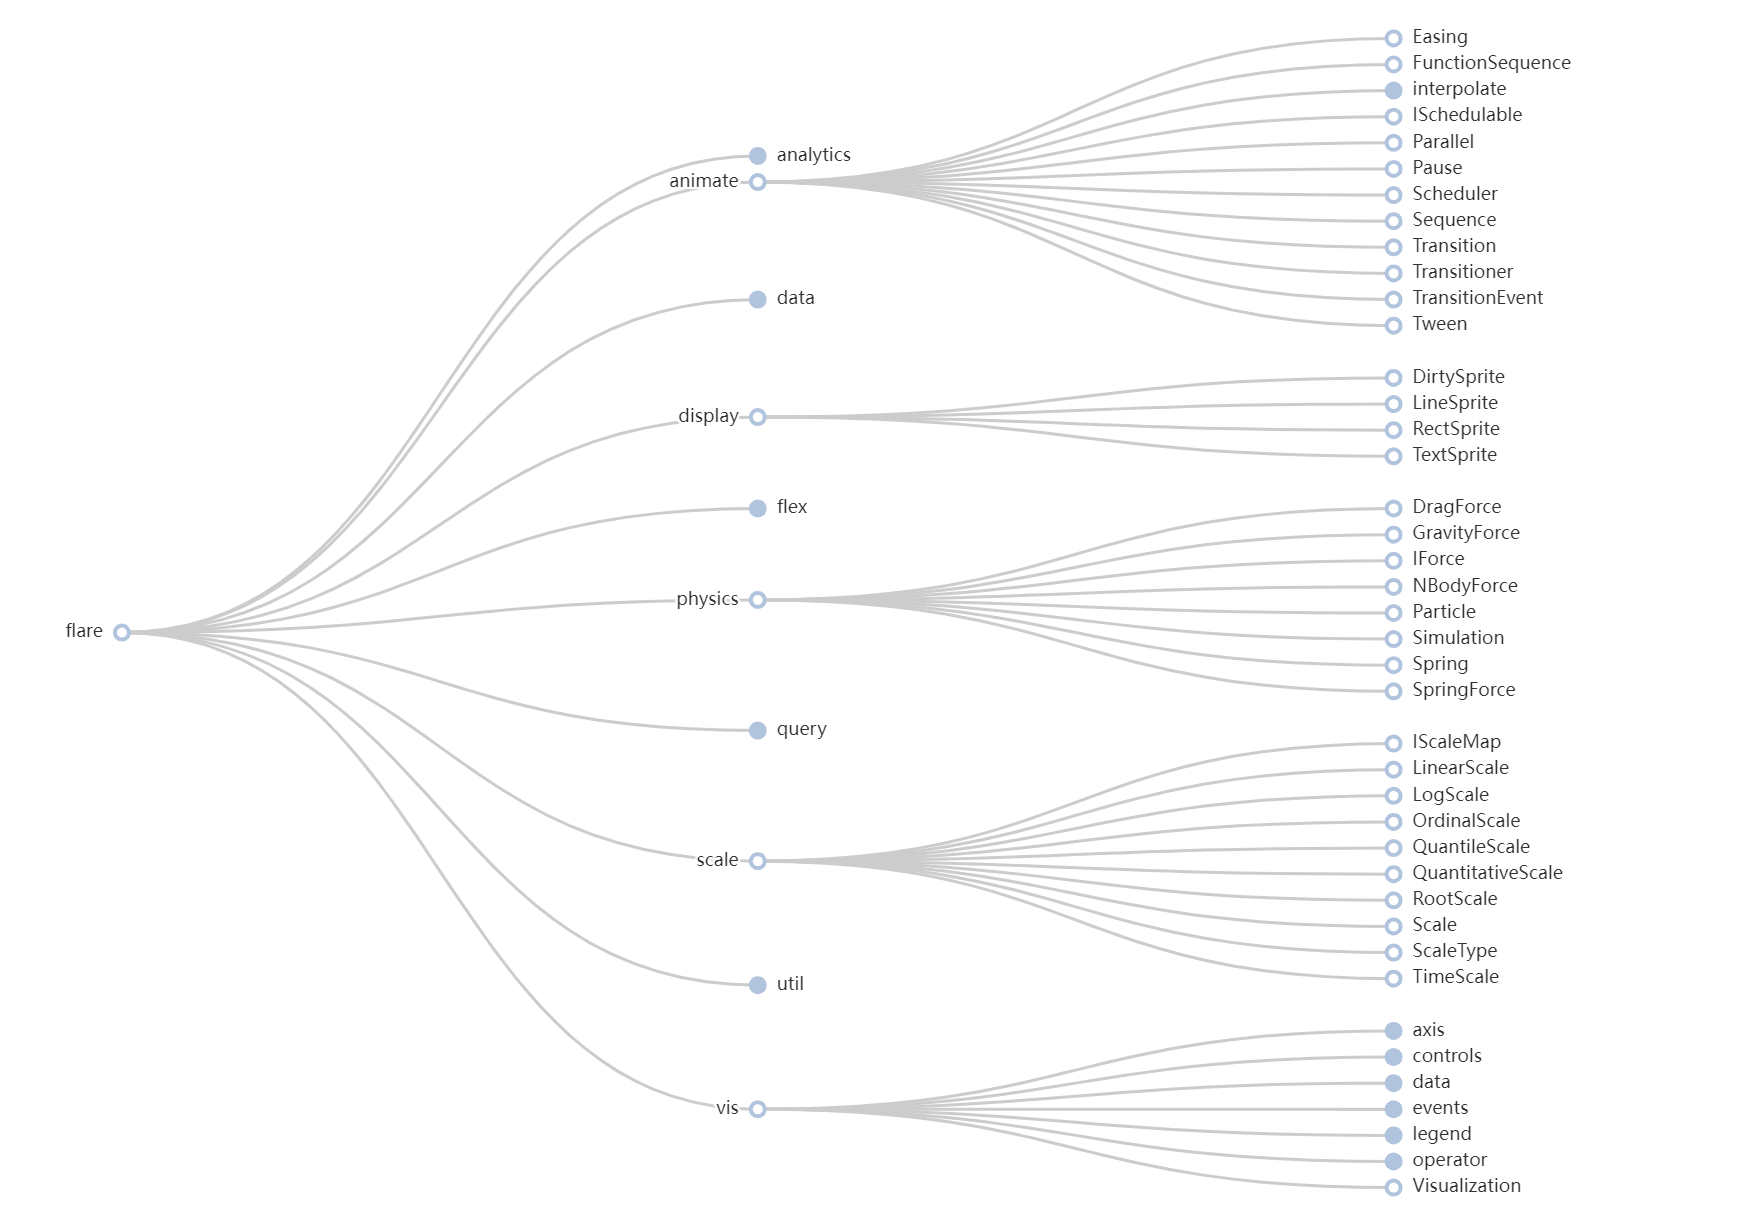 flare
analytics
animate
Easing
FunctionSequence
interpolate
ISchedulable
Parallel
Pause
Scheduler
Sequence
Transition
Transitioner
TransitionEvent
Tween
data
display
DirtySprite
LineSprite
RectSprite
TextSprite
flex
physics
DragForce
GravityForce
IForce
NBodyForce
Particle
Simulation
Spring
SpringForce
query
scale
IScaleMap
LinearScale
LogScale
OrdinalScale
QuantileScale
QuantitativeScale
RootScale
Scale
ScaleType
TimeScale
util
vis
axis
controls
data
events
legend
operator
Visualization